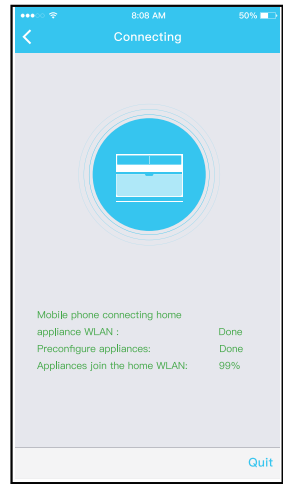 8:08 AM 50%
Connecting
Mobile phone connecting home
appliance WLAN : Done
Preconfigure appliances: Done
Appliances join the home WLAN: 99%
Quit